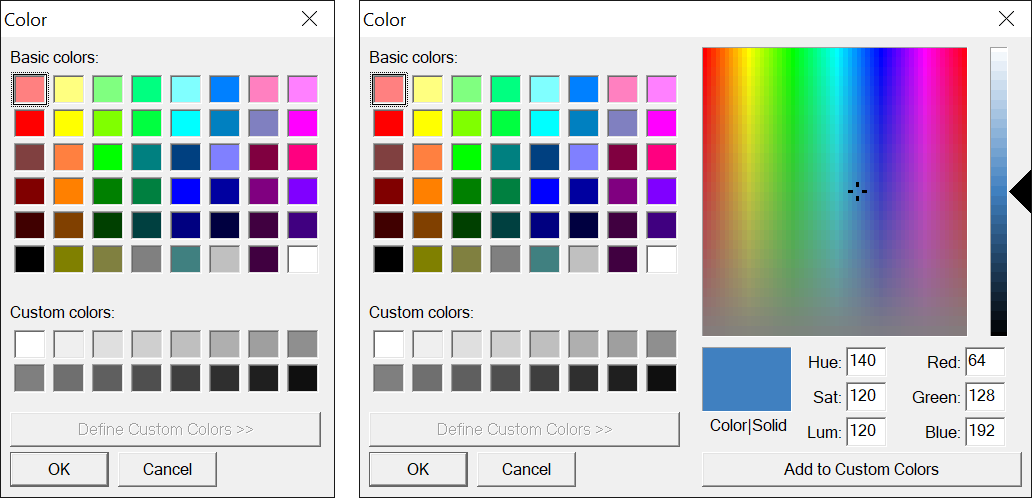 Color
Basic colors:
Custom colors:
Define Custom Colors >>
OK Cancel
Color
Basic colors:
Custom colors:
Define Custom Colors >>
OK Cancel
Color|Solid
Hue: 140 Red: 64
Sat: 120 Green: 128
Lum: 120 Blue: 192
Add to Custom Colors